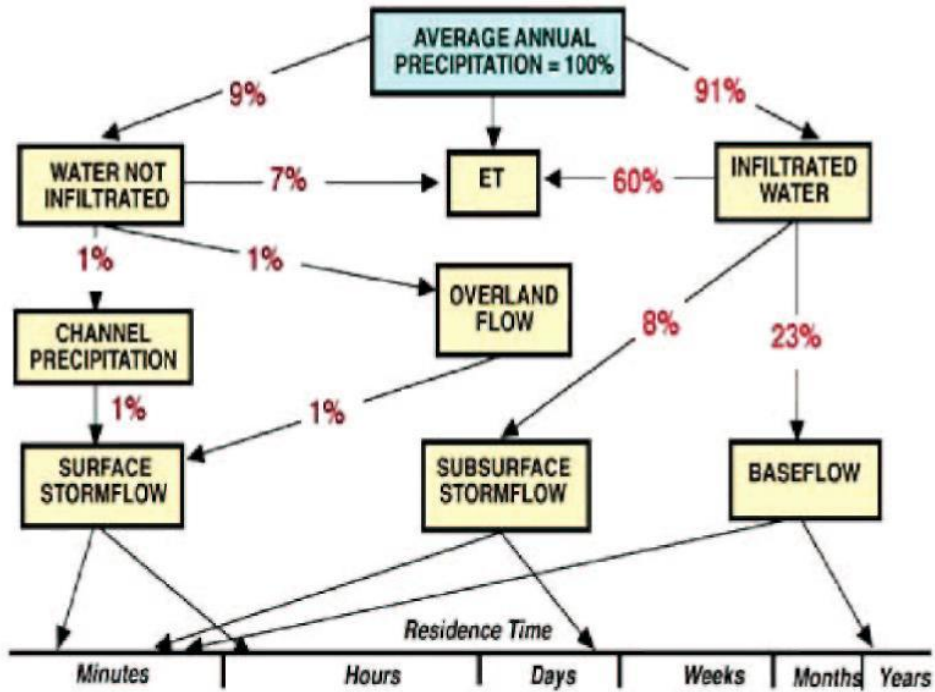 AVERAGE ANNUAL
PRECIPITATION = 100%
9%
91%
WATER NOT
INFILTRATED
7%
ET
60%
INFILTRATED
WATER
1%
1%
OVERLAND
FLOW
8%
23%
CHANNEL
PRECIPITATION
1%
1%
SURFACE
STORMFLOW
SUBSURFACE
STORMFLOW
BASEFLOW
Residence Time
Minutes
Hours
Days
Weeks
Months
Years